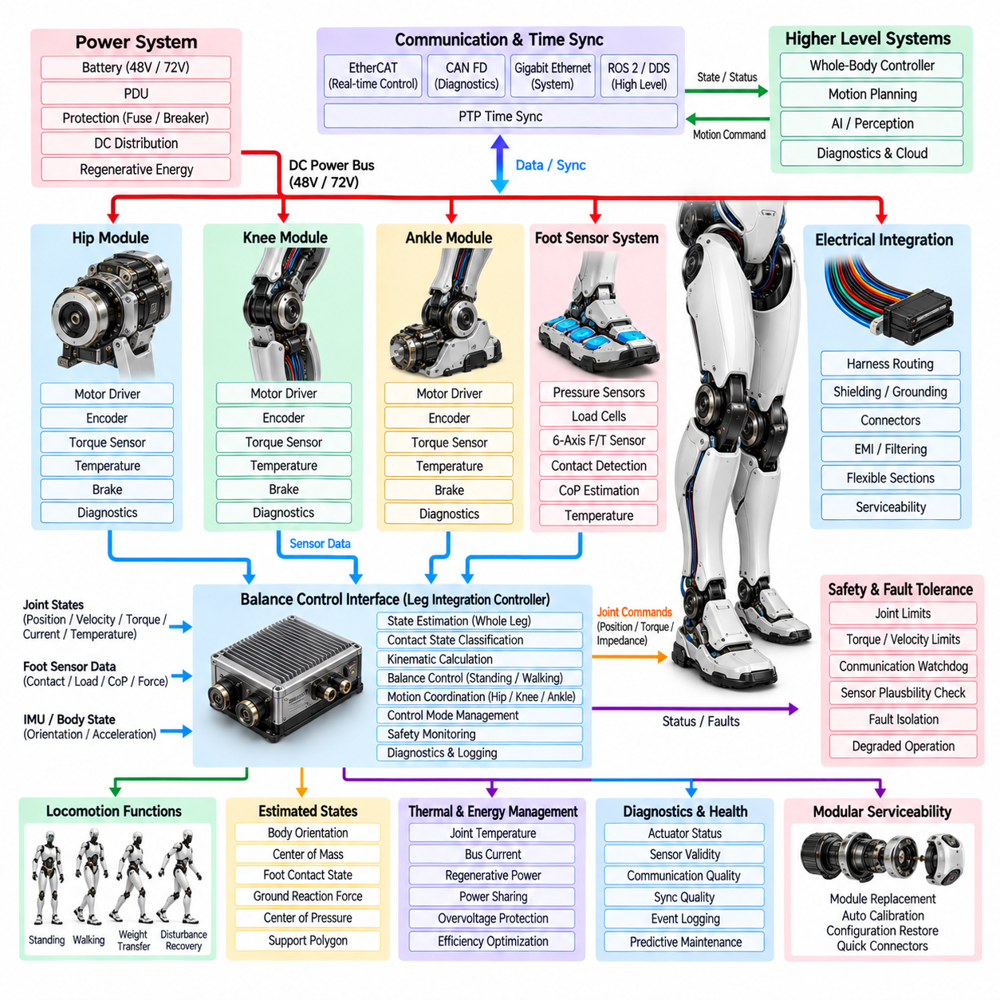 Power System
Battery (48V / 72V)
PDU
Protection (Fuse / Breaker)
DC Distribution
Regenerative Energy
Communication & Time Sync
EtherCAT
(Real-time Control)
CAN FD
(Diagnostics)
Gigabit Ethernet
(System)
ROS 2 / DDS
(High Level)
PTP Time Sync
State / Status
Motion Command
Higher Level Systems
Whole-Body Controller
Motion Planning
AI / Perception
Diagnostics & Cloud
DC Power Bus
(48V / 72V)
Data / Sync
Hip Module
Motor Driver
Encoder
Torque Sensor
Temperature
Brake
Diagnostics
Knee Module
Motor Driver
Encoder
Torque Sensor
Temperature
Brake
Diagnostics
Ankle Module
Motor Driver
Encoder
Torque Sensor
Temperature
Brake
Diagnostics
Foot Sensor System
Pressure Sensors
Load Cells
6-Axis F/T Sensor
Contact Detection
CoP Estimation
Temperature
Electrical Integration
Harness Routing
Shielding / Grounding
Connectors
EMI / Filtering
Flexible Sections
Serviceability
Sensor Data
Joint States
(Position / Velocity / Torque /
Current / Temperature)
Foot Sensor Data
(Contact / Load / CoP / Force)
IMU / Body State
(Orientation / Acceleration)
Balance Control Interface (Leg Integration Controller)
State Estimation (Whole Leg)
Contact State Classification
Kinematic Calculation
Balance Control (Standing / Walking)
Motion Coordination (Hip / Knee / Ankle)
Control Mode Management
Safety Monitoring
Diagnostics & Logging
Joint Commands
(Position / Torque /
Impedance)
Status / Faults
Safety & Fault Tolerance
Joint Limits
Torque / Velocity Limits
Conmunication Watchdog
Sensor Plausbility Check
Fault Isolation
Degraded Operation
Locomotion Functions
Standing
Walking
Weight
Transfer
Disturbance
Recovery
Estimated States
Body Orientation
Center of Mass
Foot Contact State
Ground Reaction Force
Center of Pressure
Support Polygon
Thermal & Energy Management
Joint Temperature
Bus Current
Regenerative Power
Power Sharing
Overvoltage Protection
Efficiency Optimization
Diagnostics & Health
Actuator Status
Sensor Validity
Communication Quality
Sync Quality
Event Logging
Predictive Maintenance
Modular Serviceability
Module Replacement
Auto Calibration
Configuration Restore
Quick Connectors